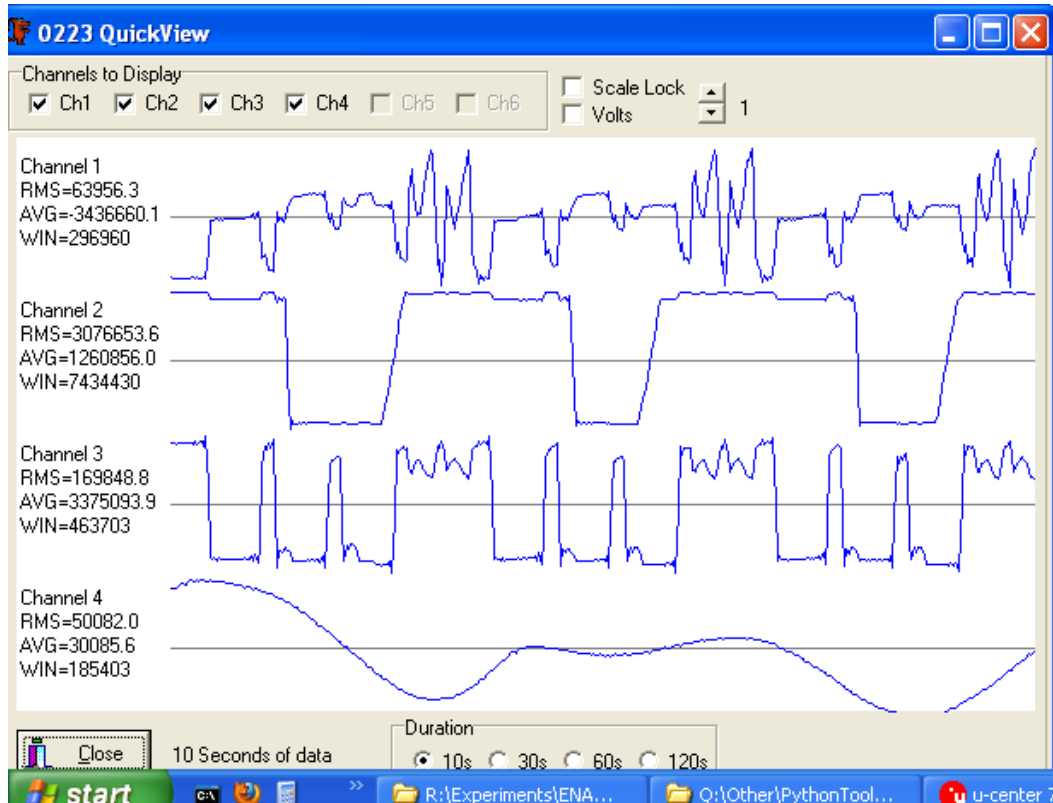 0223 QuickView
Channels to Display
Ch1 Ch2 Ch3 Ch4 Ch5 Ch6
Scale Lock
Volts
1
Channel 1
RMS=63956.3
AVG=-3436660.1
WIN=296960
Channel 2
RMS=3076653.6
AVG=1260856.0
WIN=7434430
Channel 3
RMS=169848.8
AVG=3375093.9
WIN=463703
Channel 4
RMS=50082.0
AVG=30085.6
WIN=185403
Duration
Close
10 Seconds of data
10s 30s 60s 120s
start
R:\Experiments\ENA...
Q:\Other\PythonTool...
u-center